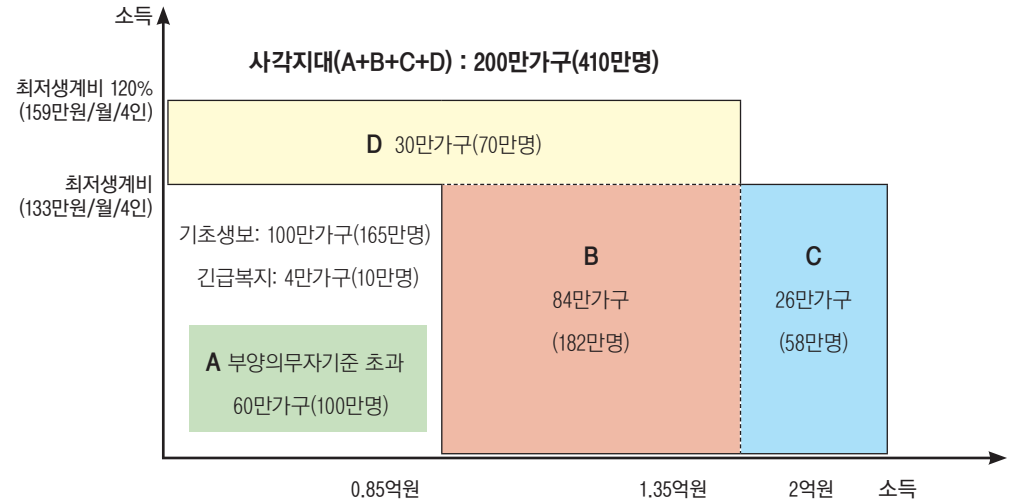 소득
사각지대(A+B+C+D) : 200만가구(410만명)
최저생계비 120%
(159만원/월/4인)
D 30만가구(70만명)
최저생계비
(133만원/월/4인)
기초생보: 100만가구(165만명)
긴급복지: 4만가구(10만명)
A 부양의무자기준 초과
60만가구(100만명)
B
84만가구
(182만명)
C
26만가구
(58만명)
0.85억원
1.35억원
2억원
소득